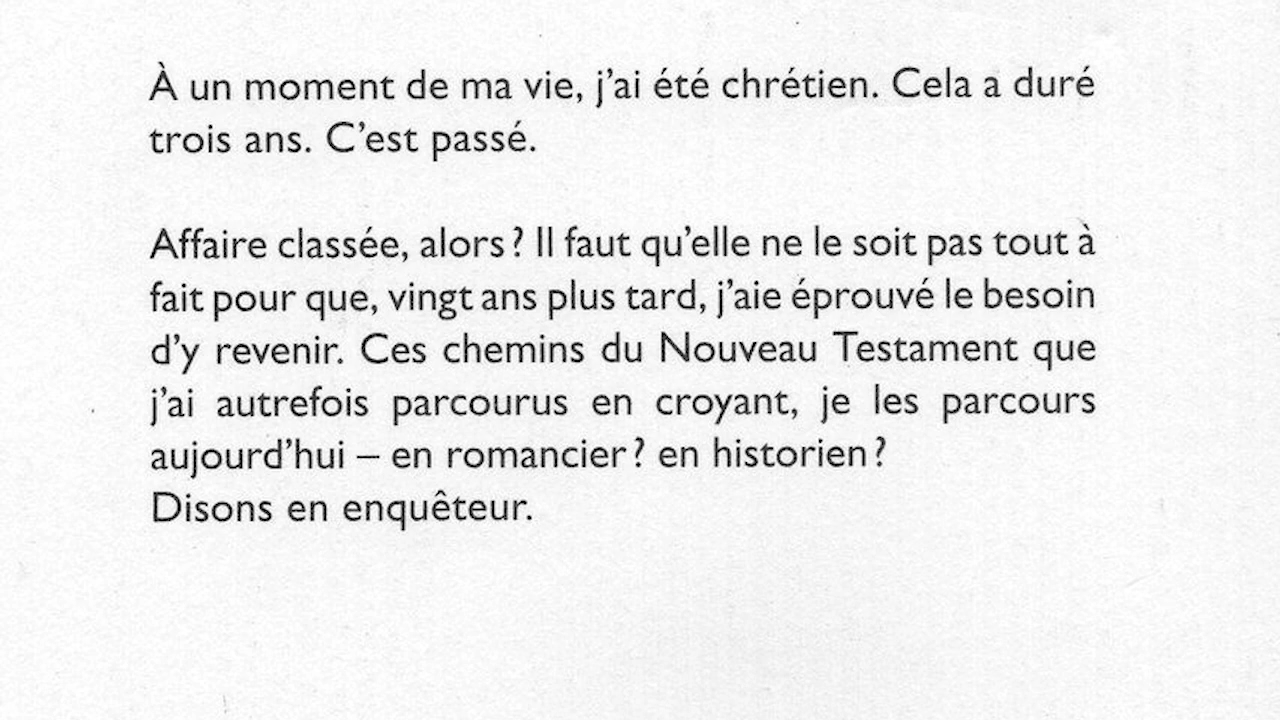 À un moment de ma vie, j’ai été chrétien. Cela a duré
trois ans. C’est passé.
Affaire classée, alors ? Il faut qu’elle ne le soit pas tout à
fait pour que, vingt ans plus tard, j’aie éprouvé le besoin
d’y revenir. Ces chemins du Nouveau Testament que
j’ai autrefois parcourus en croyant, je les parcours
aujourd’hui – en romancier ? en historien ?
Disons en enquêteur.